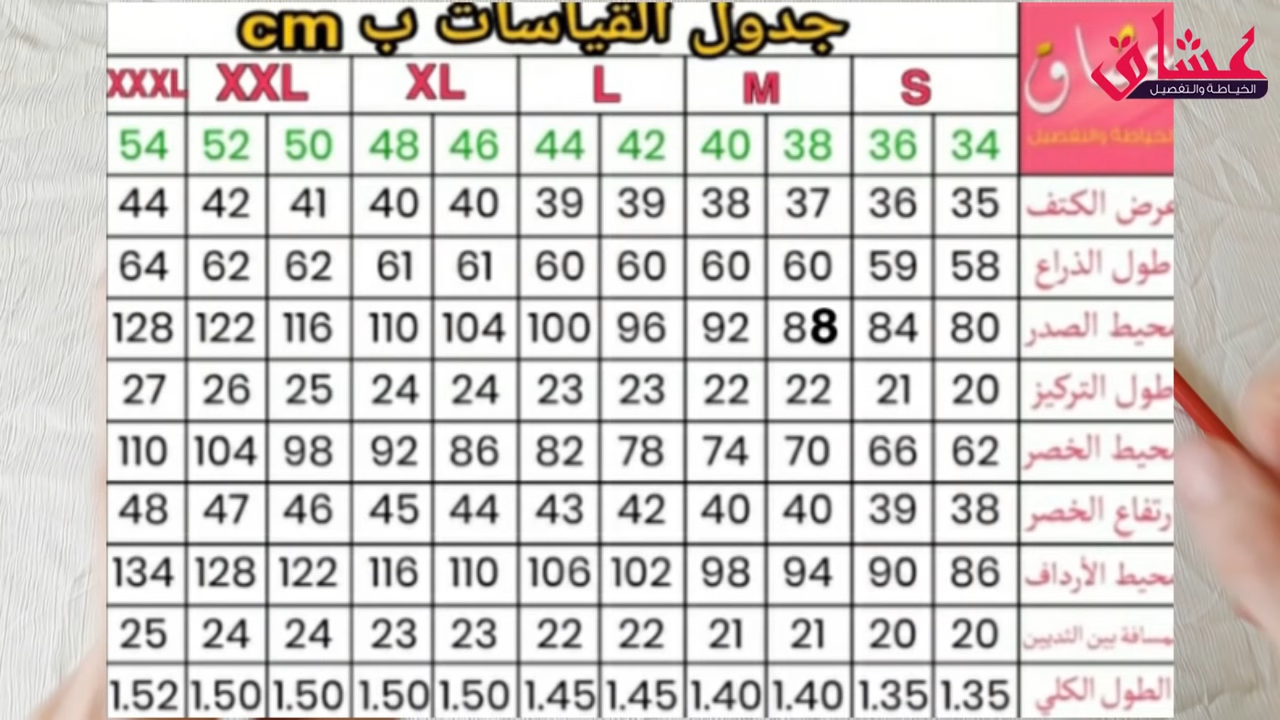 جدول القياسات ب cm
عشاق
الخياطة والتفصيل
الخياطة والتفصيل
S M L XL XXL XXXL
34 36 38 40 42 44 46 48 50 52 54
عرض الكتف 35 36 37 38 39 39 40 40 41 42 44
طول الذراع 58 59 60 60 60 60 61 61 62 62 64
محيط الصدر 80 84 88 92 96 100 104 110 116 122 128
طول التركيز 20 21 22 22 23 23 24 24 25 26 27
محيط الخصر 62 66 70 74 78 82 86 92 98 104 110
رتفاع الخصر 38 39 40 40 42 43 44 45 46 47 48
محيط الأرداف 86 90 94 98 102 106 110 116 122 128 134
مسافة بين الثديين 20 20 21 21 22 22 23 23 24 24 25
الطول الكلي 1.35 1.35 1.40 1.40 1.45 1.45 1.50 1.50 1.50 1.50 1.52